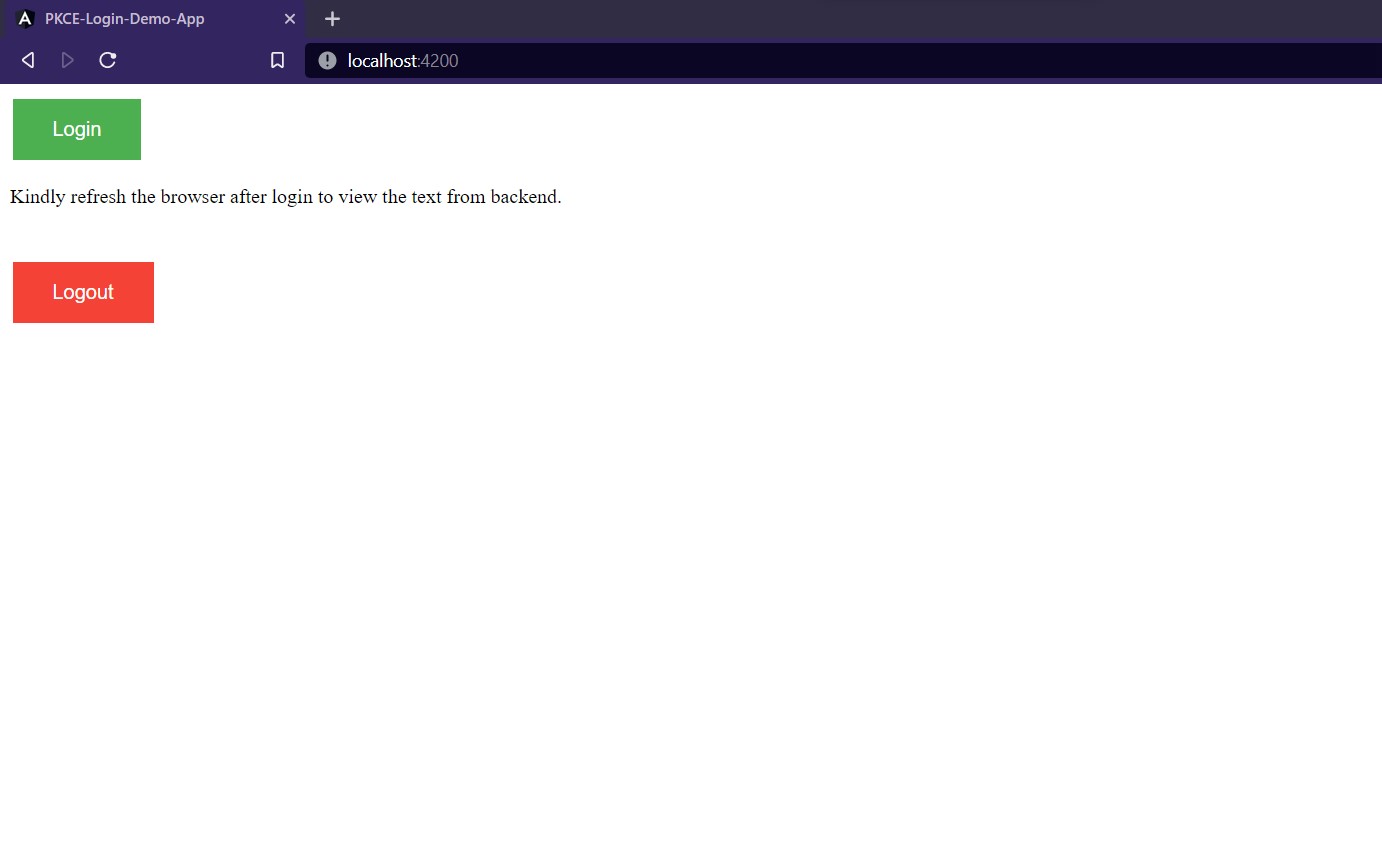 PKCE-Login-Demo-App
localhost:4200
Login
Kindly refresh the browser after login to view the text from backend.
Logout